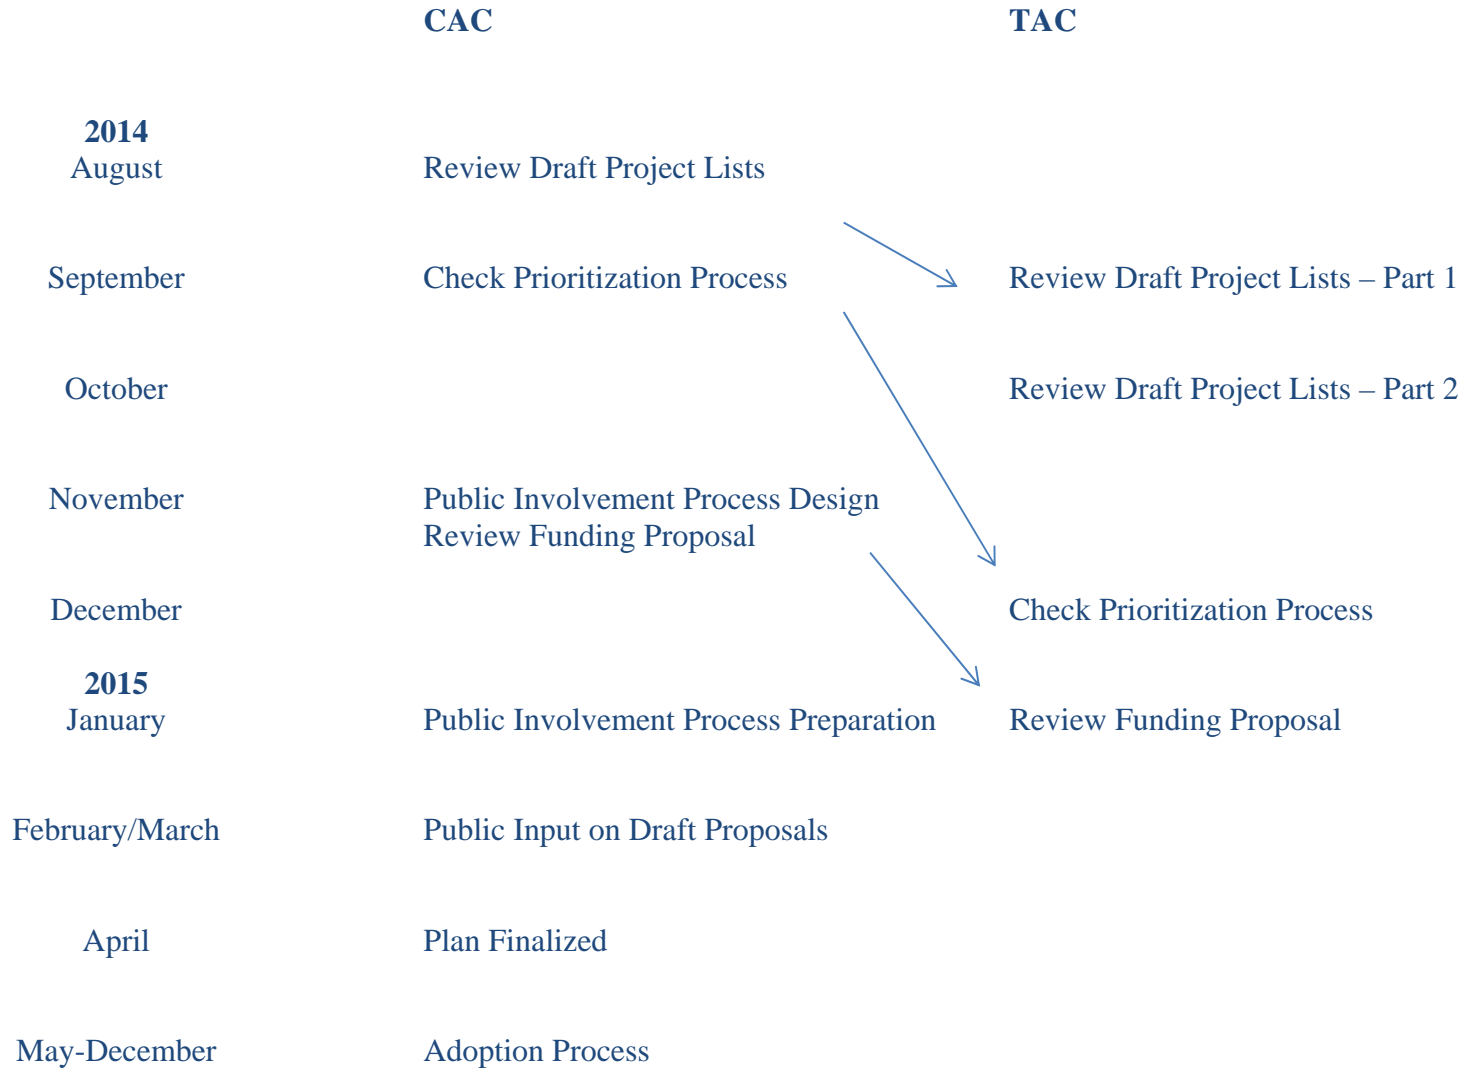 CAC TAC
2014
August Review Draft Project Lists
September Check Prioritization Process Review Draft Project Lists – Part 1
October Review Draft Project Lists – Part 2
November Public Involvement Process Design
Review Funding Proposal
December Check Prioritization Process
2015
January Public Involvement Process Preparation Review Funding Proposal
February/March Public Input on Draft Proposals
April Plan Finalized
May-December Adoption Process